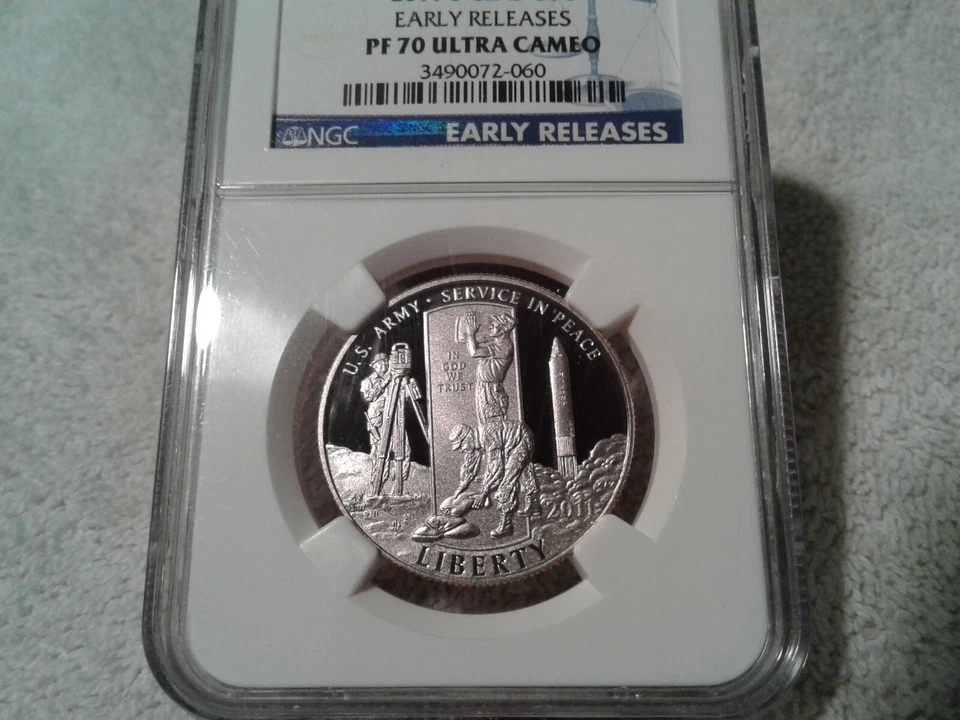 EARLY RELEASES
PF 70 ULTRA CAMEO
3490072-060
NGC EARLY RELEASES
U.S. ARMY · SERVICE IN PEACE
IN
GOD
WE
TRUST
2011
LIBERTY